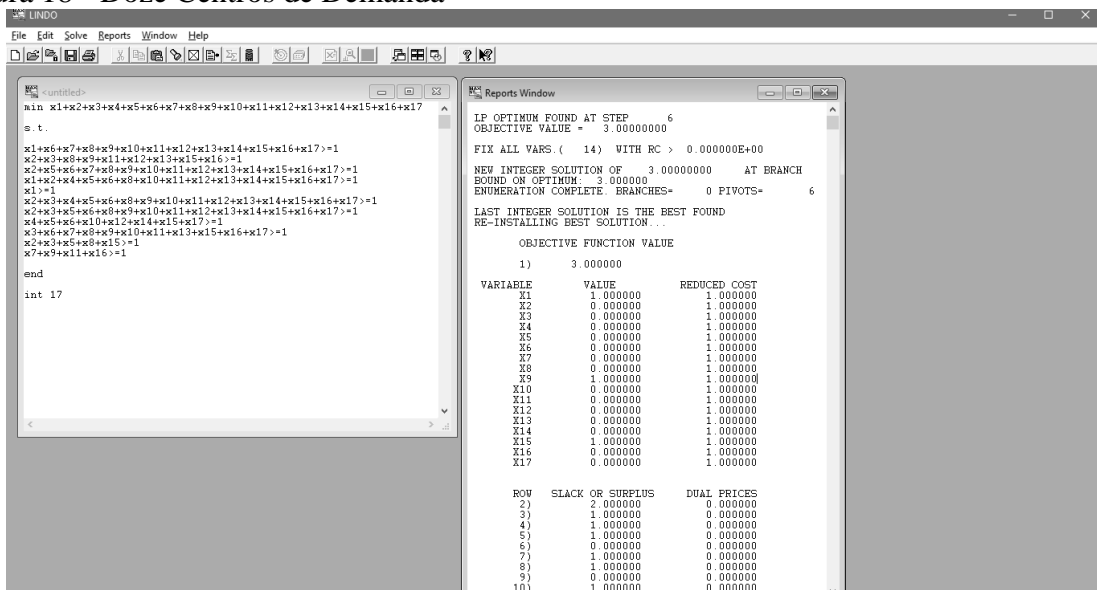 ura 18 - Doze Centros de Demanda
LINDO
File Edit Solve Reports Window Help
<untitled>
min x1+x2+x3+x4+x5+x6+x7+x8+x9+x10+x11+x12+x13+x14+x15+x16+x17
s.t.
x1+x6+x7+x8+x9+x10+x11+x12+x13+x14+x15+x16+x17>=1
x2+x3+x8+x9+x11+x12+x13+x15+x16>=1
x2+x5+x6+x7+x8+x9+x10+x11+x12+x13+x14+x15+x16+x17>=1
x1+x2+x4+x5+x6+x8+x10+x11+x12+x13+x14+x15+x16+x17>=1
x1>=1
x2+x3+x4+x5+x6+x8+x9+x10+x11+x12+x13+x14+x15+x16+x17>=1
x2+x3+x5+x6+x8+x9+x10+x11+x12+x13+x14+x15+x16+x17>=1
x4+x5+x6+x10+x12+x14+x15+x17>=1
x3+x6+x7+x8+x9+x10+x11+x13+x15+x16+x17>=1
x2+x3+x5+x8+x15>=1
x7+x9+x11+x16>=1
end
int 17
Reports Window
LP OPTIMUM FOUND AT STEP 6
OBJECTIVE VALUE = 3.00000000
FIX ALL VARS.( 14) WITH RC > 0.000000E+00
NEW INTEGER SOLUTION OF 3.00000000 AT BRANCH
BOUND ON OPTIMUM: 3.000000
ENUMERATION COMPLETE. BRANCHES= 0 PIVOTS= 6
LAST INTEGER SOLUTION IS THE BEST FOUND
RE-INSTALLING BEST SOLUTION...
OBJECTIVE FUNCTION VALUE
1) 3.000000
VARIABLE VALUE REDUCED COST
X1 1.000000 1.000000
X2 0.000000 1.000000
X3 0.000000 1.000000
X4 0.000000 1.000000
X5 0.000000 1.000000
X6 0.000000 1.000000
X7 0.000000 1.000000
X8 0.000000 1.000000
X9 1.000000 1.000000
X10 0.000000 1.000000
X11 0.000000 1.000000
X12 0.000000 1.000000
X13 0.000000 1.000000
X14 0.000000 1.000000
X15 1.000000 1.000000
X16 0.000000 1.000000
X17 0.000000 1.000000
ROW SLACK OR SURPLUS DUAL PRICES
2) 2.000000 0.000000
3) 1.000000 0.000000
4) 1.000000 0.000000
5) 1.000000 0.000000
6) 0.000000 0.000000
7) 1.000000 0.000000
8) 1.000000 0.000000
9) 0.000000 0.000000
10) 1.000000 0.000000